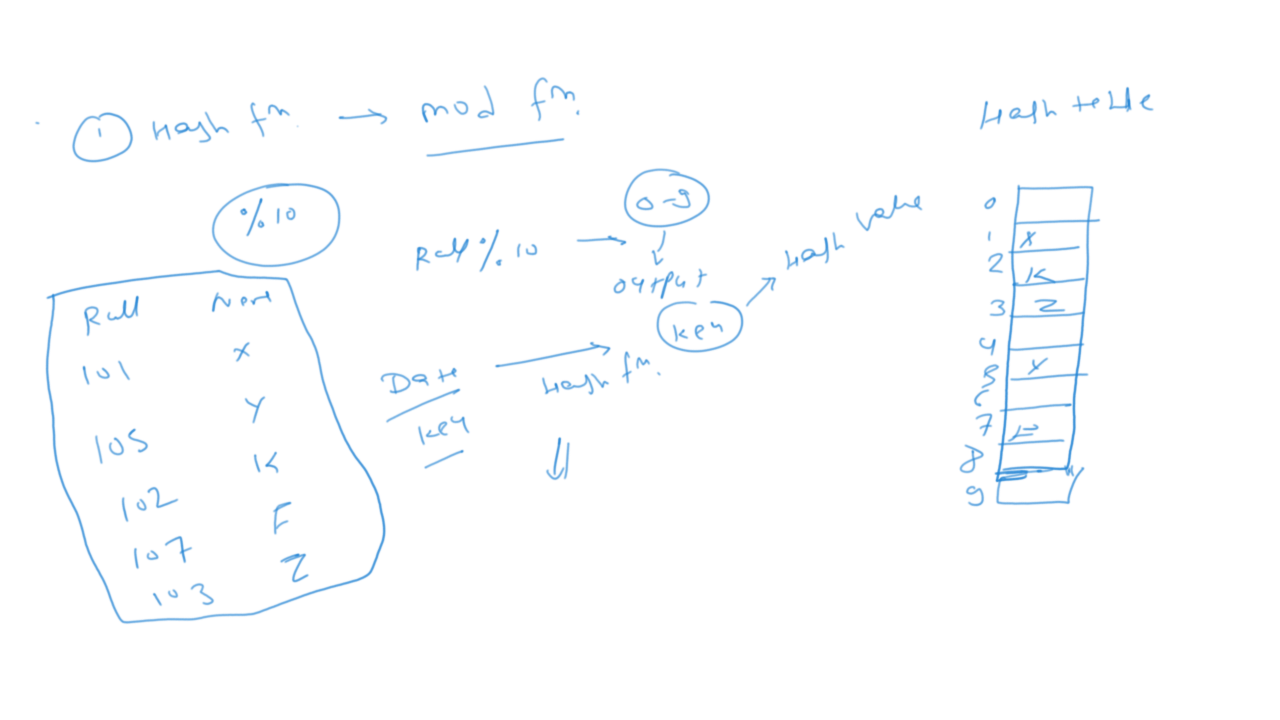 ① Hash fn. → mod fn.
%10
Roll % 10 → 0-9
output
Roll Name
101 X
105 Y
102 K
107 F
103 Z
Data → key → Hash value
Hash fn.
key
Hash table
0
1 X
2 K
3 Z
4
5 Y
6
7 F
8
9